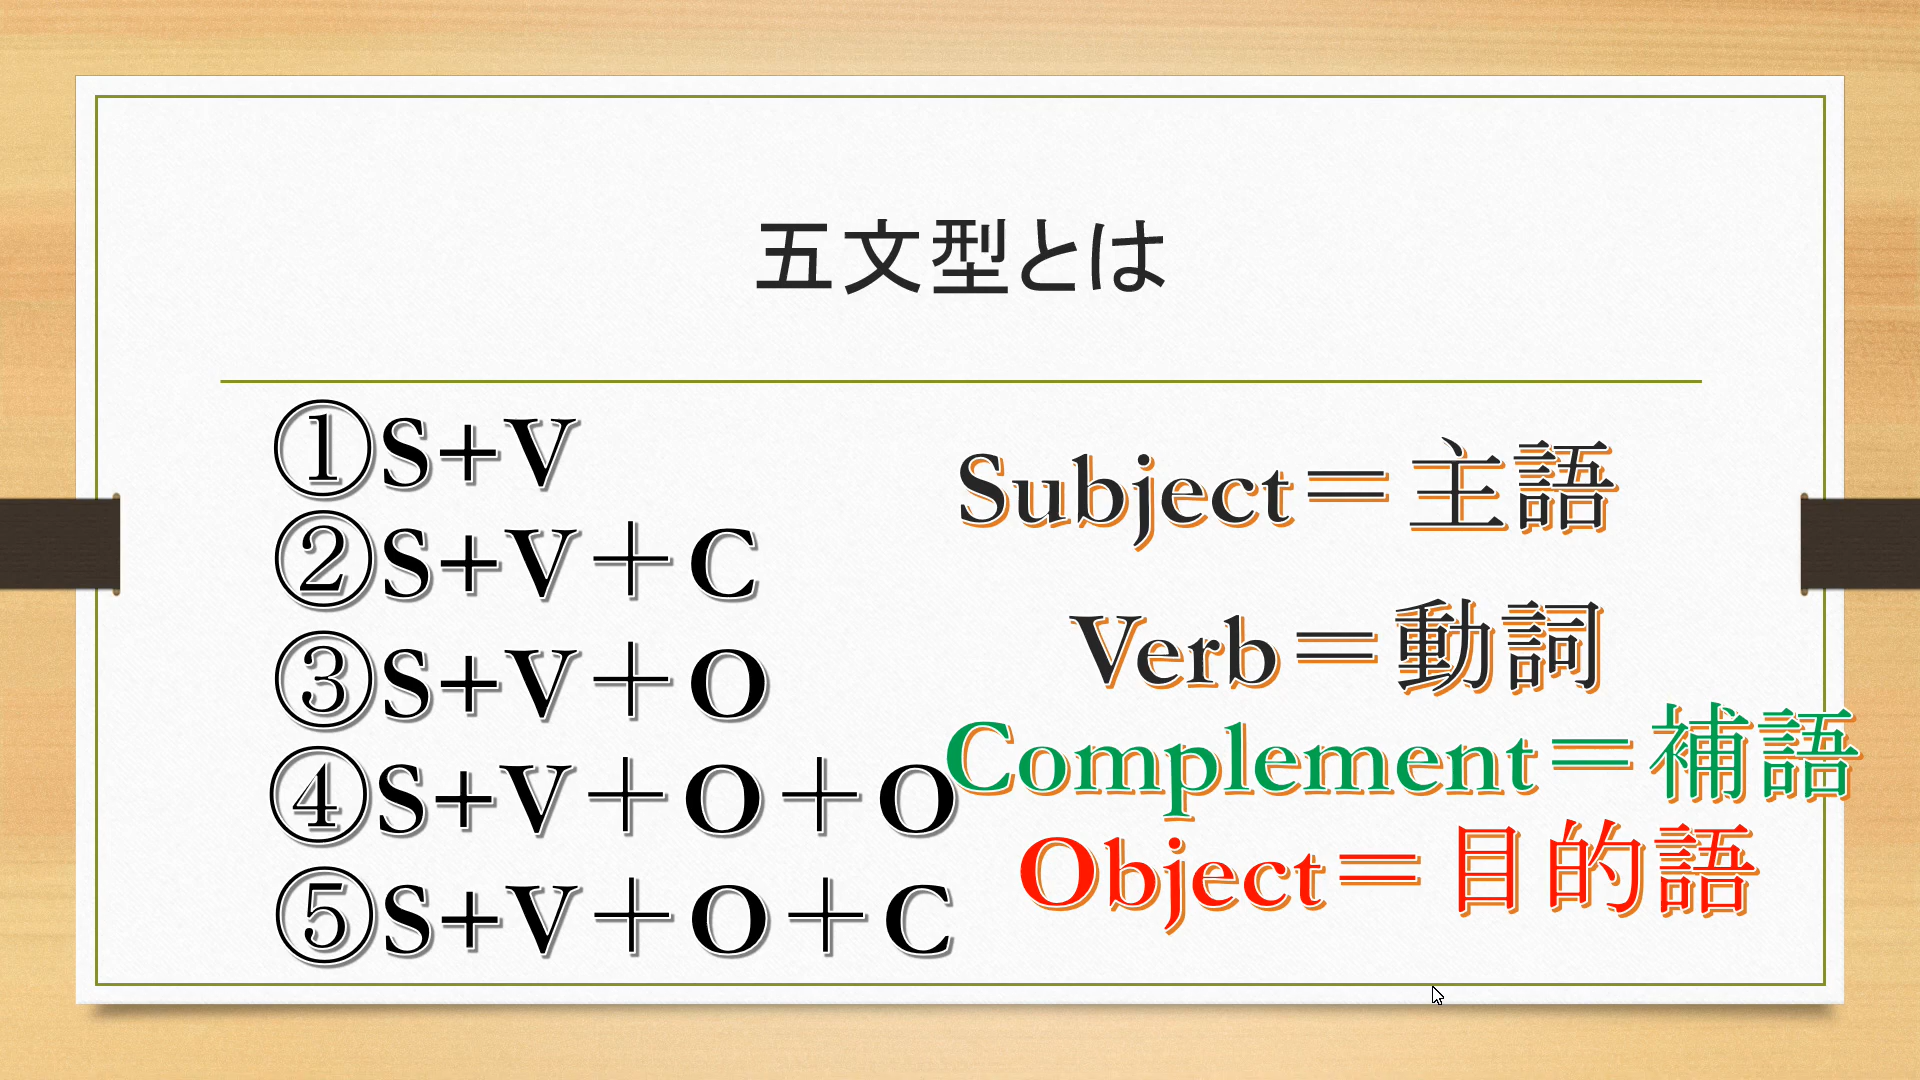 五文型とは
①S+V
②S+V＋C
③S+V＋O
④S+V＋O＋O
⑤S+V＋O＋C
Subject＝主語
Verb＝動詞
Complement＝補語
Object＝目的語